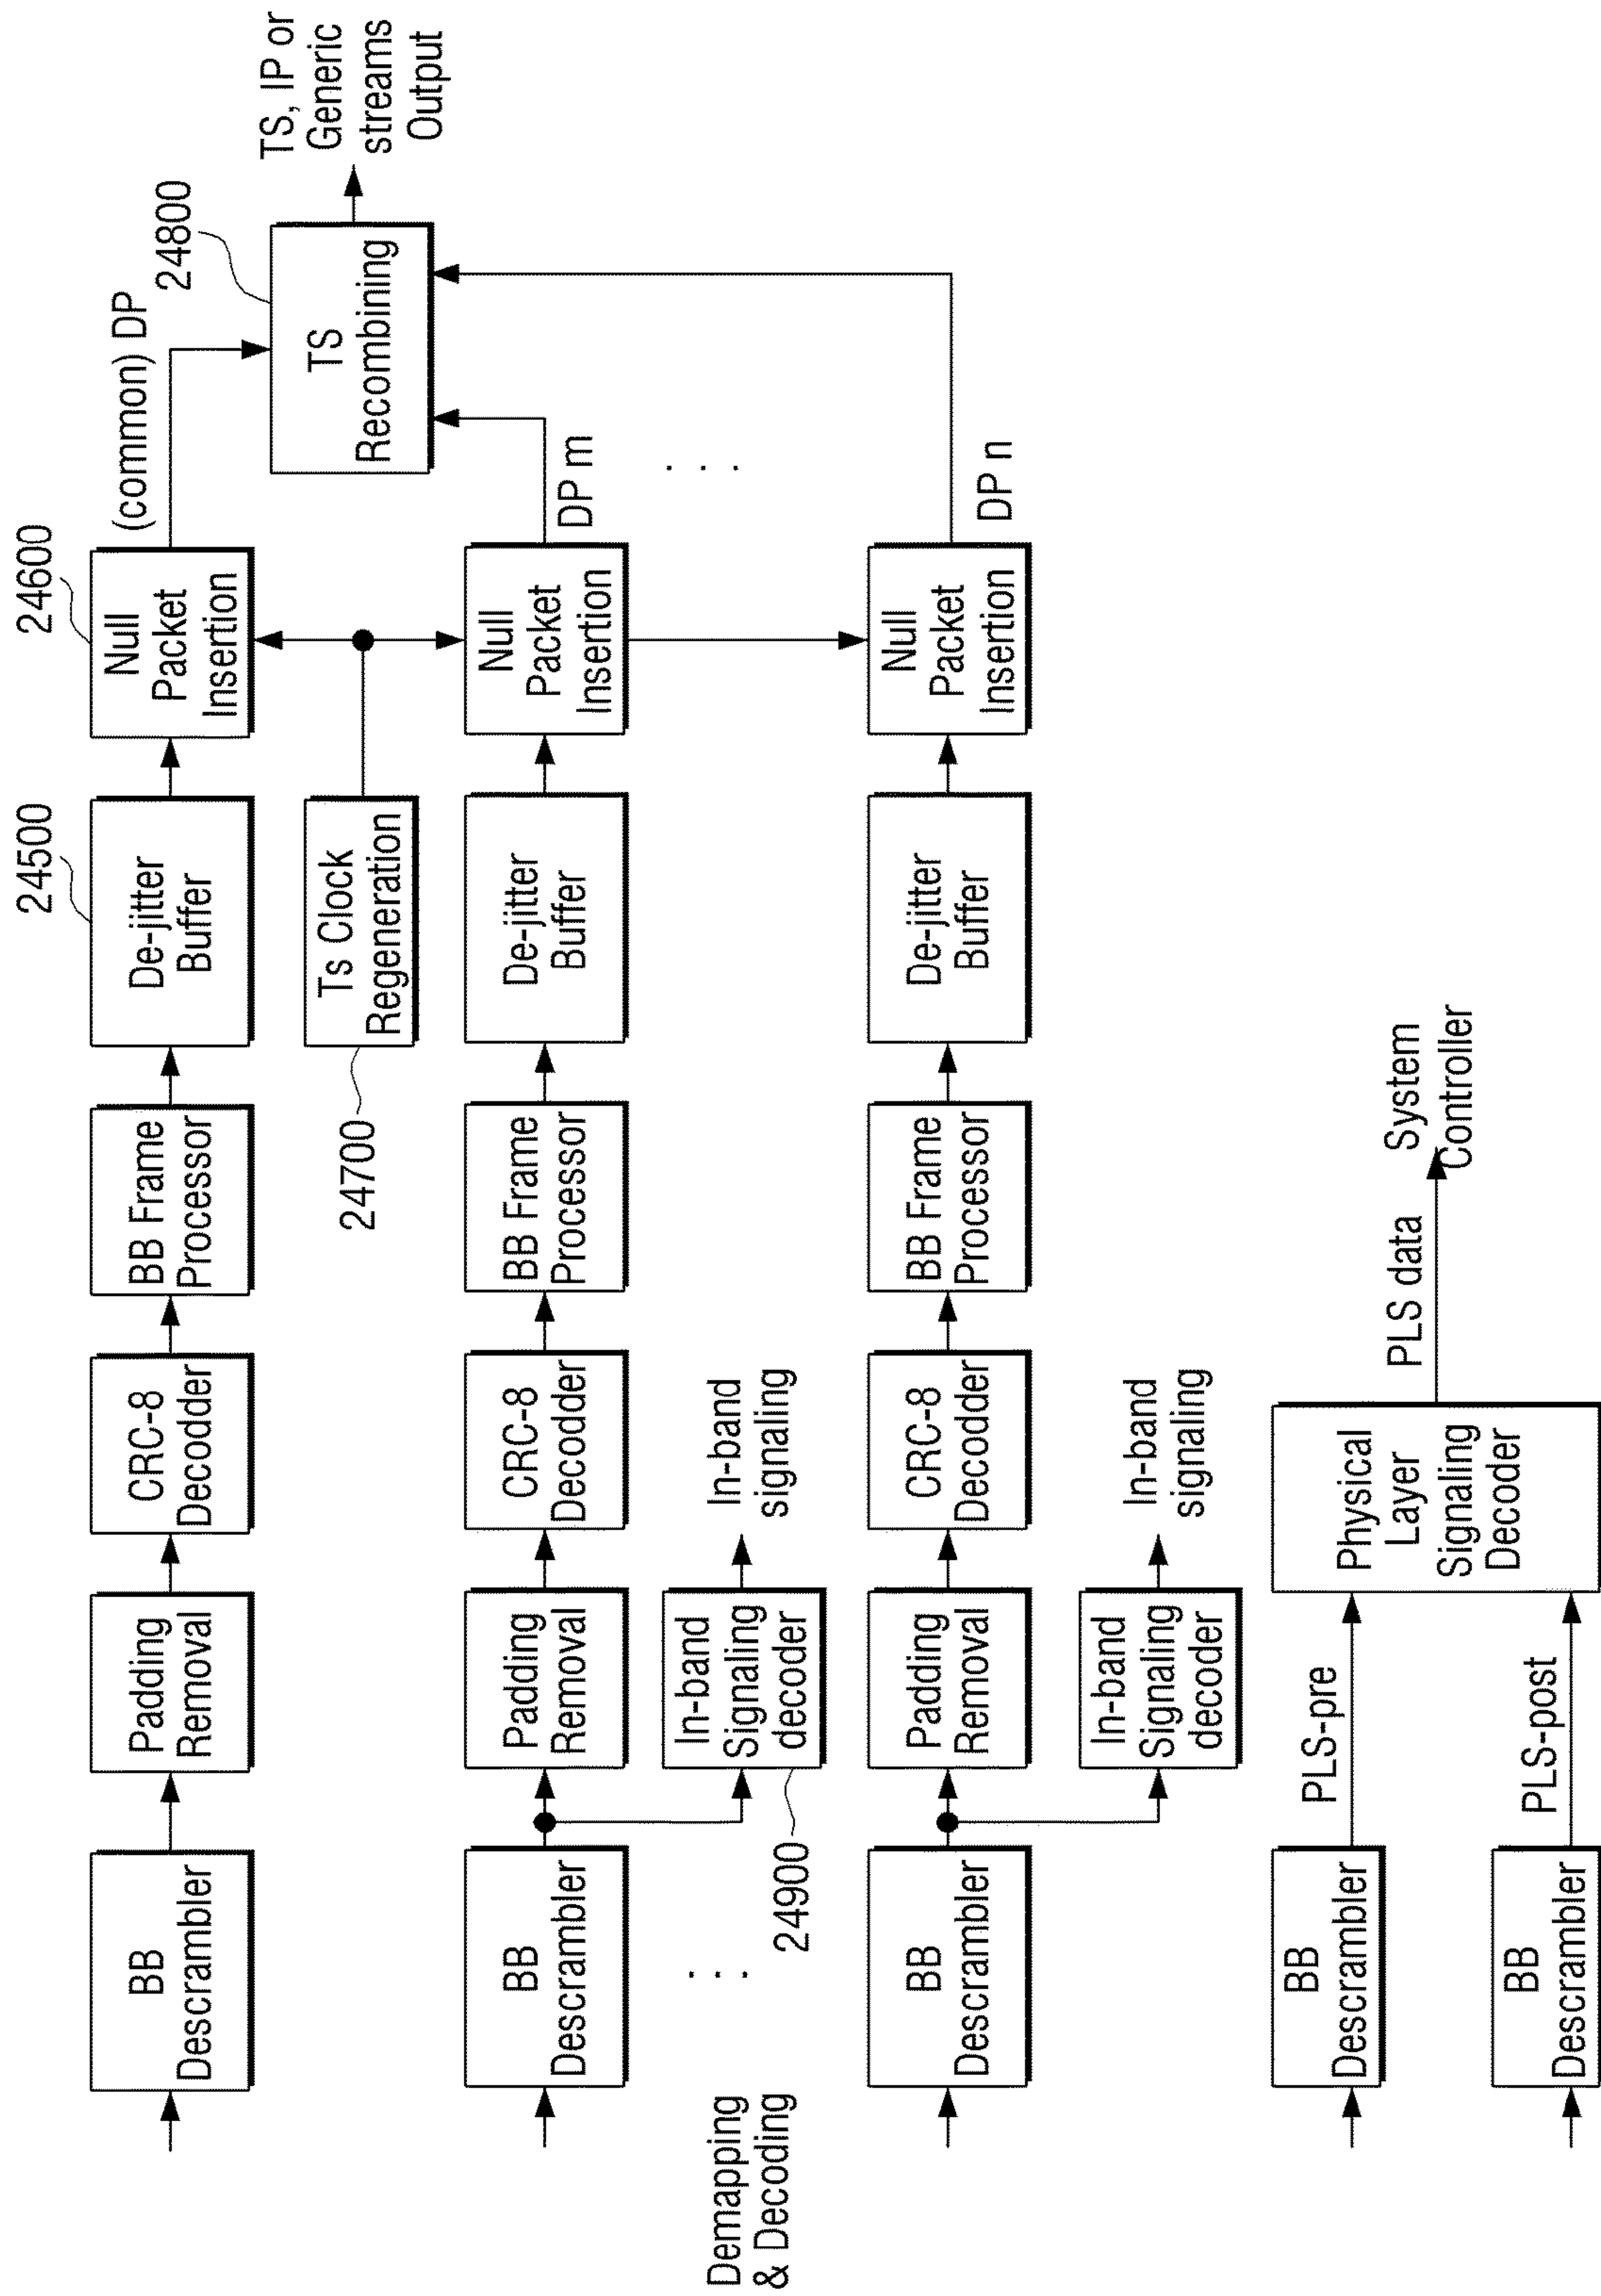 24500
24600
(common) DP
24800
TS, IP or
Generic
streams
Output
BB
Descrambler
Padding
Removal
CRC-8
Decodder
BB Frame
Processor
De-jitter
Buffer
Null
Packet
Insertion
TS
Recombining
24700
Ts Clock
Regeneration
BB
Descrambler
Padding
Removal
CRC-8
Decodder
BB Frame
Processor
De-jitter
Buffer
Null
Packet
Insertion
DP m
. . .
24900
In-band
Signaling
decoder
In-band
signaling
Demapping
& Decoding
. . .
BB
Descrambler
Padding
Removal
CRC-8
Decodder
BB Frame
Processor
De-jitter
Buffer
Null
Packet
Insertion
DP n
In-band
Signaling
decoder
In-band
signaling
BB
Descrambler
PLS-pre
Physical
Layer
Signaling
Decoder
PLS data
System
Controller
BB
Descrambler
PLS-post